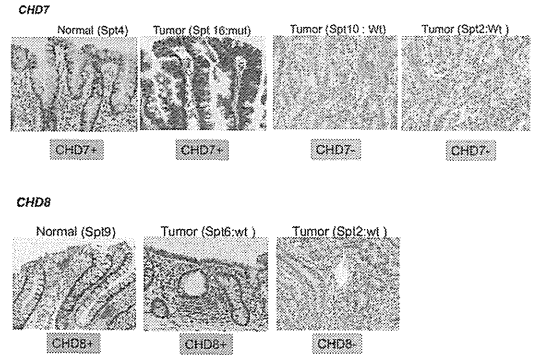 CHD7
Normal (Spt4) Tumor (Spt 16:mut) Tumor (Spt10 : Wt) Tumor (Spt2:Wt )
CHD7+ CHD7+ CHD7- CHD7-
CHD8
Normal (Spt9) Tumor (Spt6:wt ) Tumor (Spt2:wt )
CHD8+ CHD8+ CHD8-